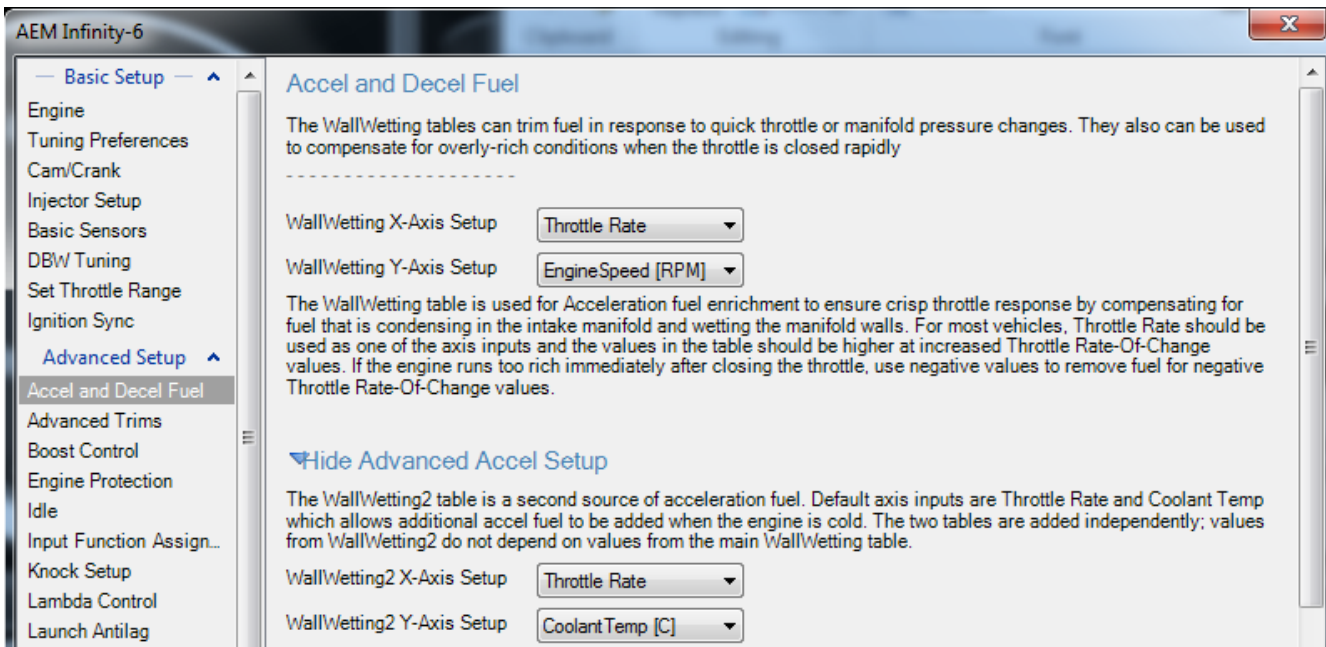 AEM Infinity-6
Basic Setup
Engine
Tuning Preferences
Cam/Crank
Injector Setup
Basic Sensors
DBW Tuning
Set Throttle Range
Ignition Sync
Advanced Setup
Accel and Decel Fuel
Advanced Trims
Boost Control
Engine Protection
Idle
Input Function Assign...
Knock Setup
Lambda Control
Launch Antilag
Accel and Decel Fuel
The WallWetting tables can trim fuel in response to quick throttle or manifold pressure changes. They also can be used
to compensate for overly-rich conditions when the throttle is closed rapidly
- - - - - - - - - - - - - - - - - - - -
WallWetting X-Axis Setup Throttle Rate
WallWetting Y-Axis Setup EngineSpeed [RPM]
The WallWetting table is used for Acceleration fuel enrichment to ensure crisp throttle response by compensating for
fuel that is condensing in the intake manifold and wetting the manifold walls. For most vehicles, Throttle Rate should be
used as one of the axis inputs and the values in the table should be higher at increased Throttle Rate-Of-Change
values. If the engine runs too rich immediately after closing the throttle, use negative values to remove fuel for negative
Throttle Rate-Of-Change values.
Hide Advanced Accel Setup
The WallWetting2 table is a second source of acceleration fuel. Default axis inputs are Throttle Rate and Coolant Temp
which allows additional accel fuel to be added when the engine is cold. The two tables are added independently; values
from WallWetting2 do not depend on values from the main WallWetting table.
WallWetting2 X-Axis Setup Throttle Rate
WallWetting2 Y-Axis Setup CoolantTemp [C]